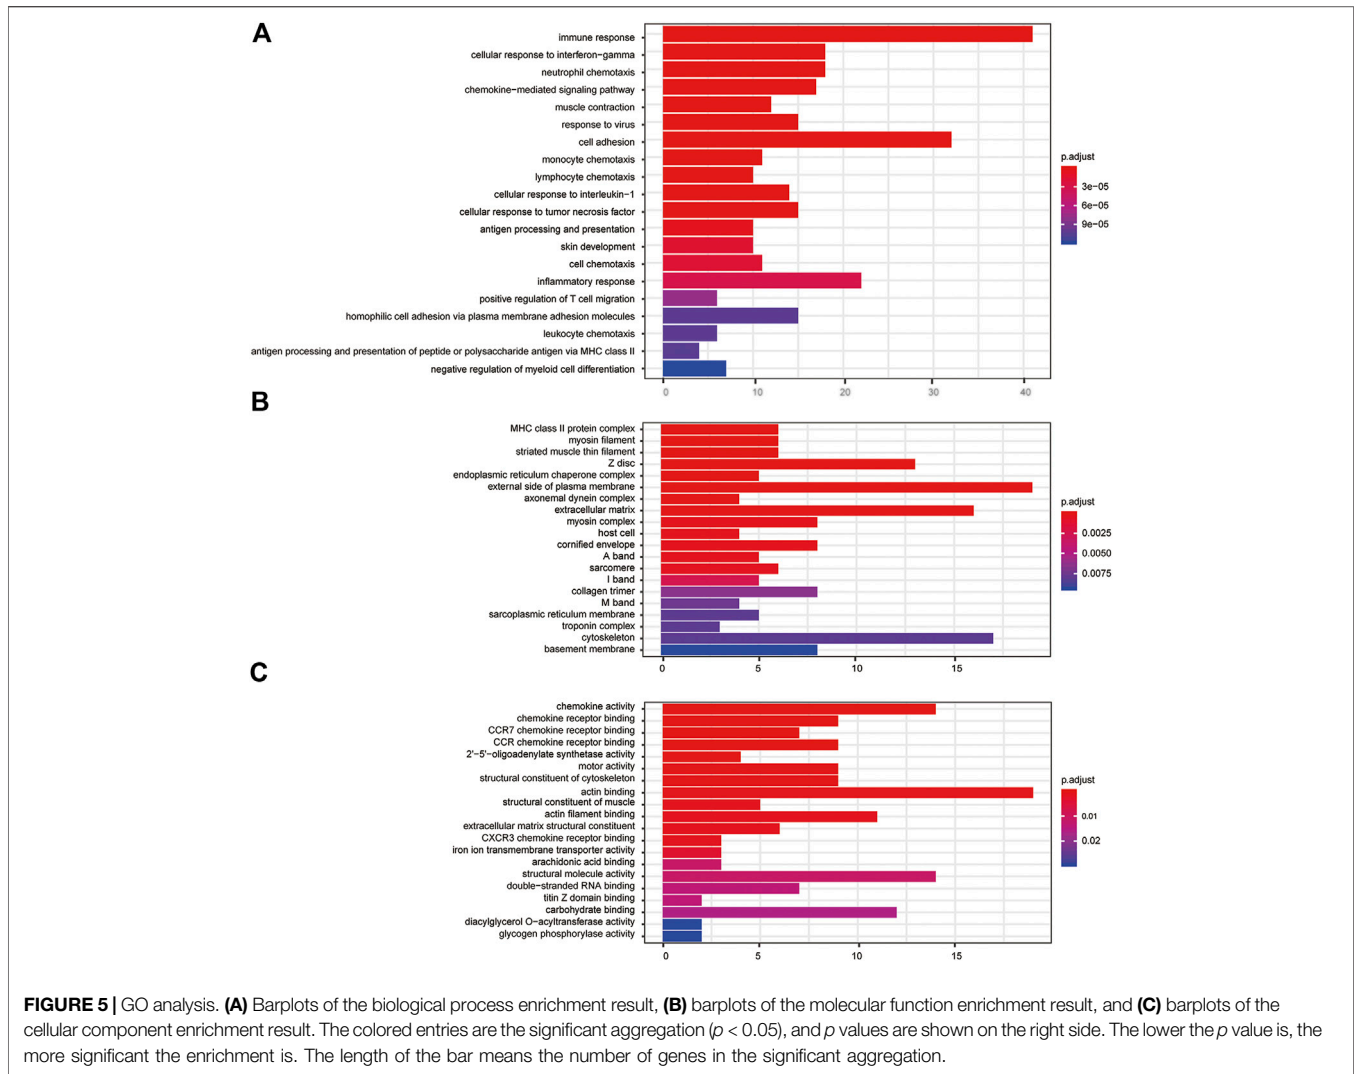 A
immune response
cellular response to interferon−gamma
neutrophil chemotaxis
chemokine−mediated signaling pathway
muscle contraction
response to virus
cell adhesion
monocyte chemotaxis
lymphocyte chemotaxis
cellular response to interleukin−1
cellular response to tumor necrosis factor
antigen processing and presentation
skin development
cell chemotaxis
inflammatory response
positive regulation of T cell migration
homophilic cell adhesion via plasma membrane adhesion molecules
leukocyte chemotaxis
antigen processing and presentation of peptide or polysaccharide antigen via MHC class II
negative regulation of myeloid cell differentiation
0 10 20 30 40
p.adjust
3e−05
6e−05
9e−05
B
MHC class II protein complex
myosin filament
striated muscle thin filament
Z disc
endoplasmic reticulum chaperone complex
external side of plasma membrane
axonemal dynein complex
extracellular matrix
myosin complex
host cell
cornified envelope
A band
sarcomere
I band
collagen trimer
M band
sarcoplasmic reticulum membrane
troponin complex
cytoskeleton
basement membrane
0 5 10 15
p.adjust
0.0025
0.0050
0.0075
C
chemokine activity
chemokine receptor binding
CCR7 chemokine receptor binding
CCR chemokine receptor binding
2'−5'−oligoadenylate synthetase activity
motor activity
structural constituent of cytoskeleton
actin binding
structural constituent of muscle
actin filament binding
extracellular matrix structural constituent
CXCR3 chemokine receptor binding
iron ion transmembrane transporter activity
arachidonic acid binding
structural molecule activity
double−stranded RNA binding
titin Z domain binding
carbohydrate binding
diacylglycerol O−acyltransferase activity
glycogen phosphorylase activity
0 5 10 15
p.adjust
0.01
0.02
FIGURE 5 | GO analysis. (A) Barplots of the biological process enrichment result, (B) barplots of the molecular function enrichment result, and (C) barplots of the
cellular component enrichment result. The colored entries are the significant aggregation (p < 0.05), and p values are shown on the right side. The lower the p value is, the
more significant the enrichment is. The length of the bar means the number of genes in the significant aggregation.